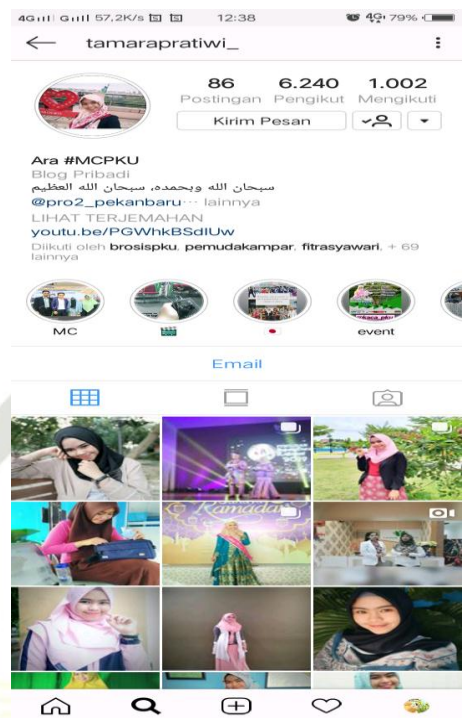 4G 4G 57,2K/s 12:38 4G 79%
tamarapratiwi_
86 6.240 1.002
Postingan Pengikut Mengikuti
Kirim Pesan
Ara #MCPKU
Blog Pribadi
سبحان الله وبحمده، سبحان الله العظيم
@pro2_pekanbaru... lainnya
LIHAT TERJEMAHAN
youtu.be/PGWhkBSdIUw
Diikuti oleh brosispku, pemudakampar, fitrasyawari, + 69
lainnya
MC event
Email
Ramadan